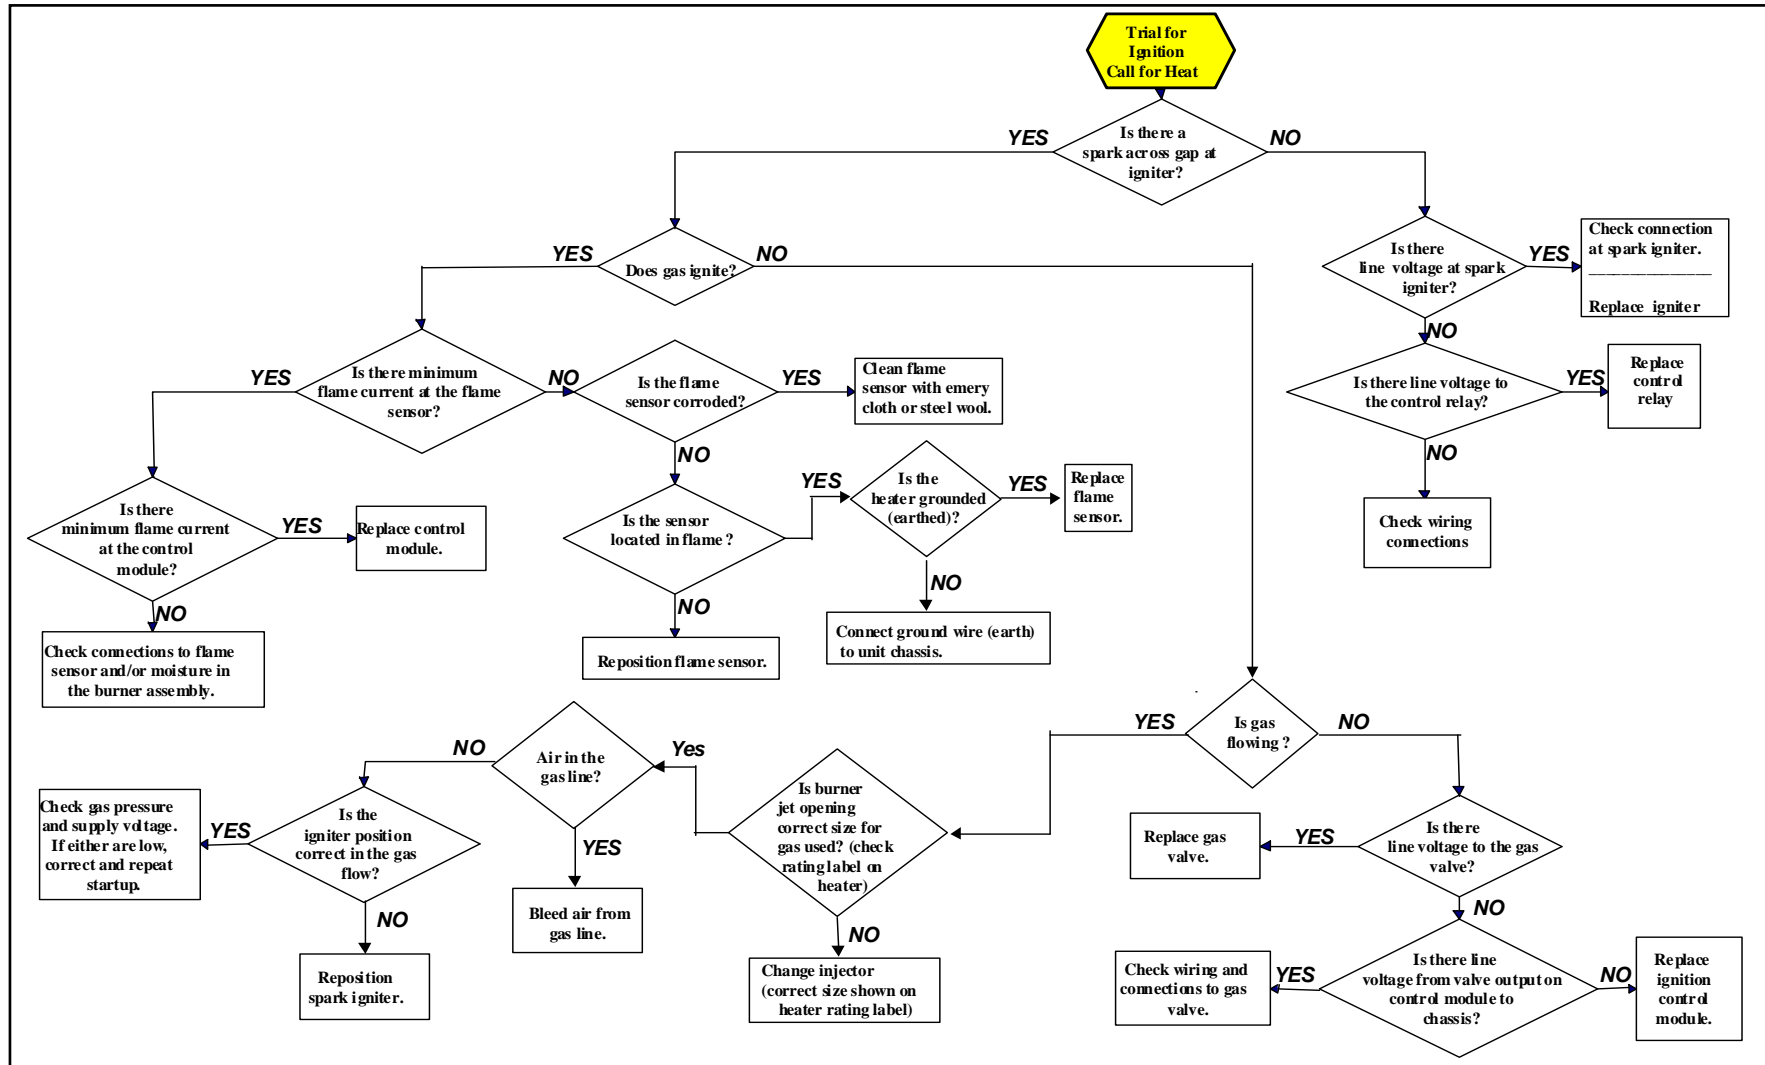 Trial for
Ignition
Call for Heat
YES
Is there a
spark across gap at
igniter?
NO
YES
Does gas ignite?
NO
Is there
line voltage at spark
igniter?
YES
Check connection
at spark igniter.
________________
Replace igniter
NO
Is there line voltage to
the control relay?
YES
Replace
control
relay
NO
Check wiring
connections
YES
Is there minimum
flame current at the flame
sensor?
NO
Is the flame
sensor corroded?
YES
Clean flame
sensor with emery
cloth or steel wool.
NO
Is the sensor
located in flame ?
YES
Is the
heater grounded
(earthed)?
YES
Replace
flame
sensor.
NO
Connect ground wire (earth)
to unit chassis.
NO
Reposition flame sensor.
Is there
minimum flame current
at the control
module?
YES
Replace control
module.
NO
Check connections to flame
sensor and/or moisture in
the burner assembly.
YES
Is gas
flowing ?
NO
Is there
line voltage to the gas
valve?
YES
Replace gas
valve.
NO
Is there line
voltage from valve output on
control module to
chassis?
YES
Check wiring and
connections to gas
valve.
NO
Replace
ignition
control
module.
Is burner
jet opening
correct size for
gas used? (check
rating label on
heater)
Yes
NO
Change injector
(correct size shown on
heater rating label)
Air in the
gas line?
NO
YES
Bleed air from
gas line.
Is the
igniter position
correct in the gas
flow?
YES
Check gas pressure
and supply voltage.
If either are low,
correct and repeat
startup.
NO
Reposition
spark igniter.